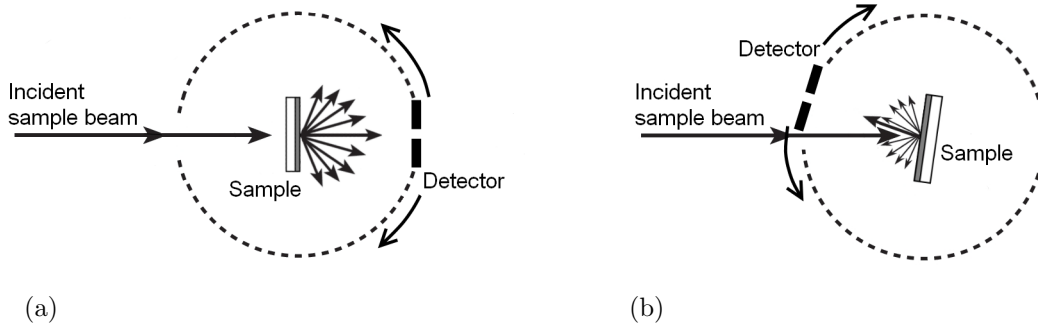 Incident
sample beam
Sample
Detector
(a)
Detector
Incident
sample beam
Sample
(b)